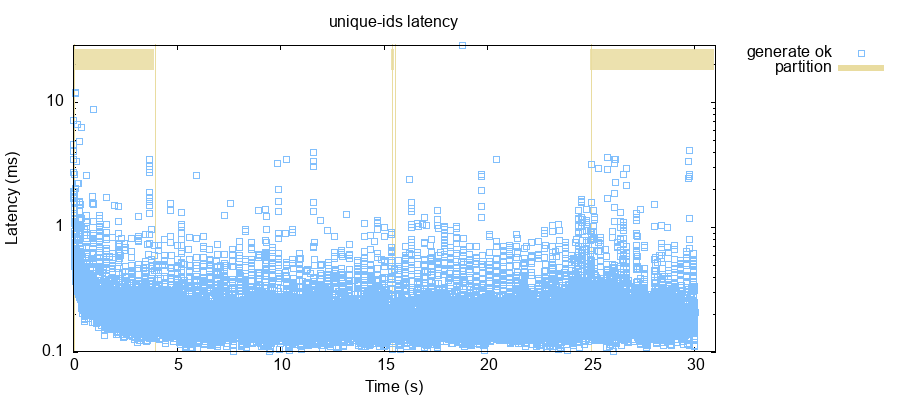 unique-ids latency
generate ok
partition
10
1
0.1
Latency (ms)
0 5 10 15 20 25 30
Time (s)